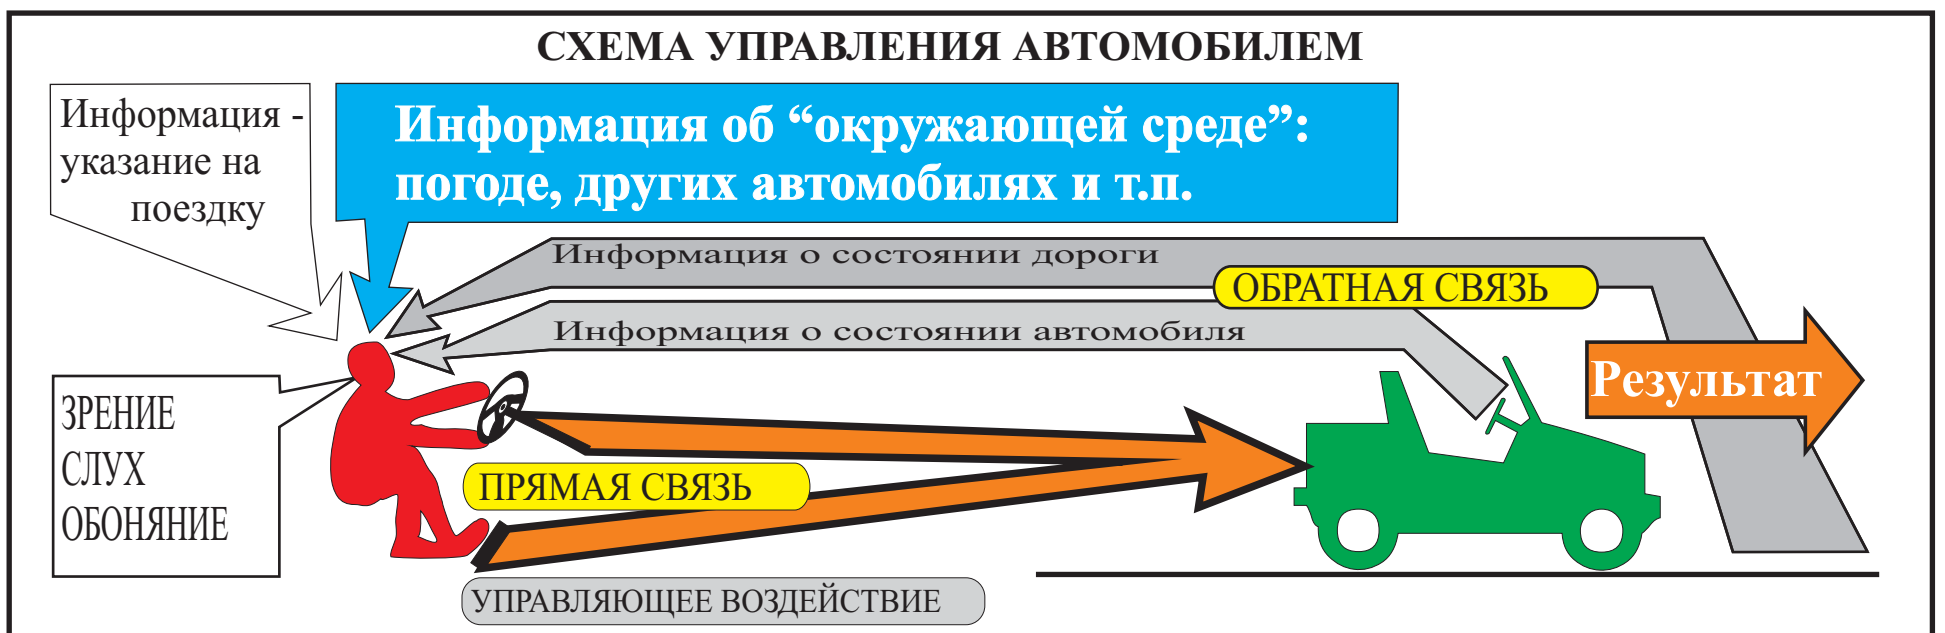 СХЕМА УПРАВЛЕНИЯ АВТОМОБИЛЕМ
Информация -
указание на
поездку
Информация об “окружающей среде”:
погоде, других автомобилях и т.п.
Информация о состоянии дороги
ОБРАТНАЯ СВЯЗЬ
Информация о состоянии автомобиля
Результат
ЗРЕНИЕ
СЛУХ
ОБОНЯНИЕ
ПРЯМАЯ СВЯЗЬ
УПРАВЛЯЮЩЕЕ ВОЗДЕЙСТВИЕ